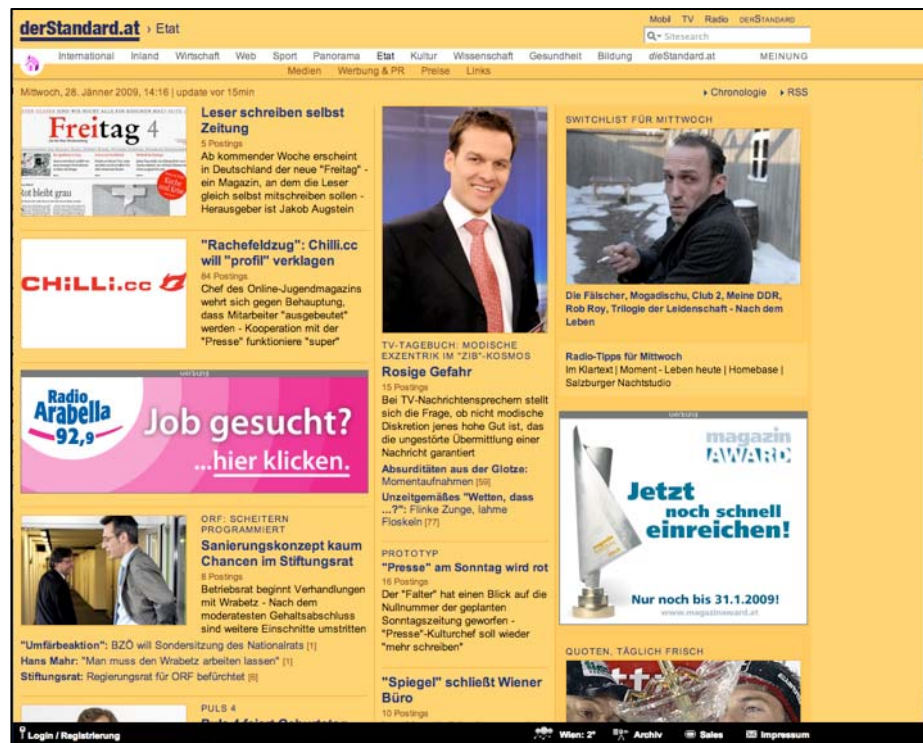 derStandard.at › Etat
Mobil TV Radio DERSTANDARD
Sitesearch
International Inland Wirtschaft Web Sport Panorama Etat Kultur Wissenschaft Gesundheit Bildung dieStandard.at MEINUNG
Medien Werbung & PR Preise Links
Mittwoch, 28. Jänner 2009, 14:16 | update vor 15min
Chronologie RSS
Freitag 4
Rot bleibt grau
Kirche
und Krise
Leser schreiben selbst
Zeitung
5 Postings
Ab kommender Woche erscheint
in Deutschland der neue "Freitag" -
ein Magazin, an dem die Leser
gleich selbst mitschreiben sollen -
Herausgeber ist Jakob Augstein
CHiLLi.cc
"Rachefeldzug": Chilli.cc
will "profil" verklagen
84 Postings
Chef des Online-Jugendmagazins
wehrt sich gegen Behauptung,
dass Mitarbeiter "ausgebeutet"
werden - Kooperation mit der
"Presse" funktioniere "super"
werbung
Radio
Arabella
92,9
Job gesucht?
...hier klicken.
ORF: SCHEITERN
PROGRAMMIERT
Sanierungskonzept kaum
Chancen im Stiftungsrat
8 Postings
Betriebsrat beginnt Verhandlungen
mit Wrabetz - Nach dem
moderatesten Gehaltsabschluss
sind weitere Einschnitte umstritten
"Umfärbeaktion": BZÖ will Sondersitzung des Nationalrats [1]
Hans Mahr: "Man muss den Wrabetz arbeiten lassen" [1]
Stiftungsrat: Regierungsrat für ORF befürchtet [6]
PULS 4
Puls 4 feiert Geburtstag
TV-TAGEBUCH: MODISCHE
EXZENTRIK IM "ZIB"-KOSMOS
Rosige Gefahr
15 Postings
Bei TV-Nachrichtensprechern stellt
sich die Frage, ob nicht modische
Diskretion jenes hohe Gut ist, das
die ungestörte Übermittlung einer
Nachricht garantiert
Absurditäten aus der Glotze:
Momentaufnahmen [59]
Unzeitgemäßes "Wetten, dass
...?": Flinke Zunge, lahme
Floskeln [77]
PROTOTYP
"Presse" am Sonntag wird rot
16 Postings
Der "Falter" hat einen Blick auf die
Nullnummer der geplanten
Sonntagszeitung geworfen -
"Presse"-Kulturchef soll wieder
"mehr schreiben"
"Spiegel" schließt Wiener
Büro
10 Postings
SWITCHLIST FÜR MITTWOCH
Die Fälscher, Mogadischu, Club 2, Meine DDR,
Rob Roy, Trilogie der Leidenschaft - Nach dem
Leben
Radio-Tipps für Mittwoch
Im Klartext | Moment - Leben heute | Homebase |
Salzburger Nachtstudio
werbung
magazin
AWARD
Jetzt
noch schnell
einreichen!
Nur noch bis 31.1.2009!
www.magazinaward.at
QUOTEN, TÄGLICH FRISCH
Login / Registrierung
Wien: 2° Archiv Sales Impressum